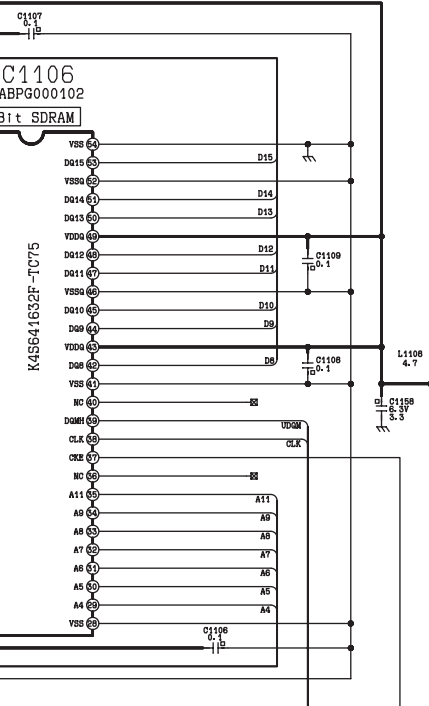 C1107
0.1
C1106
ABPG000102
Bit SDRAM
K4S641632F-TC75
VSS 54
DQ15 53 D15
VSSQ 52
DQ14 51 D14
DQ13 50 D13
VDDQ 49
DQ12 48 D12
C1109
0.1
DQ11 47 D11
VSSQ 46
DQ10 45 D10
DQ9 44 D9
VDDQ 43
L1108
4.7
C1108
0.1
DQ8 42 D8
VSS 41
C1158
6.3V
3.3
NC 40
DQMH 39 UDQM
CLK 38 CLK
CKE 37
NC 36
A11 35 A11
A9 34 A9
A8 33 A8
A7 32 A7
A6 31 A6
A5 30 A5
A4 29 A4
VSS 28
C1106
0.1